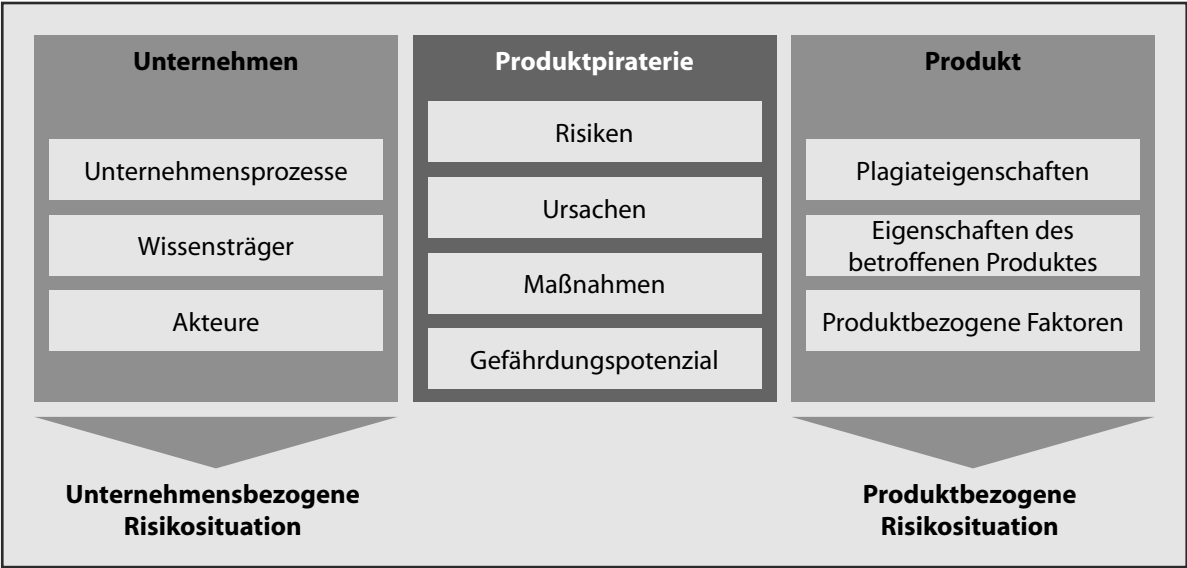 Unternehmen
Unternehmensprozesse
Wissensträger
Akteure
Unternehmensbezogene
Risikosituation
Produktpiraterie
Risiken
Ursachen
Maßnahmen
Gefährdungspotenzial
Produkt
Plagiateigenschaften
Eigenschaften des
betroffenen Produktes
Produktbezogene Faktoren
Produktbezogene
Risikosituation